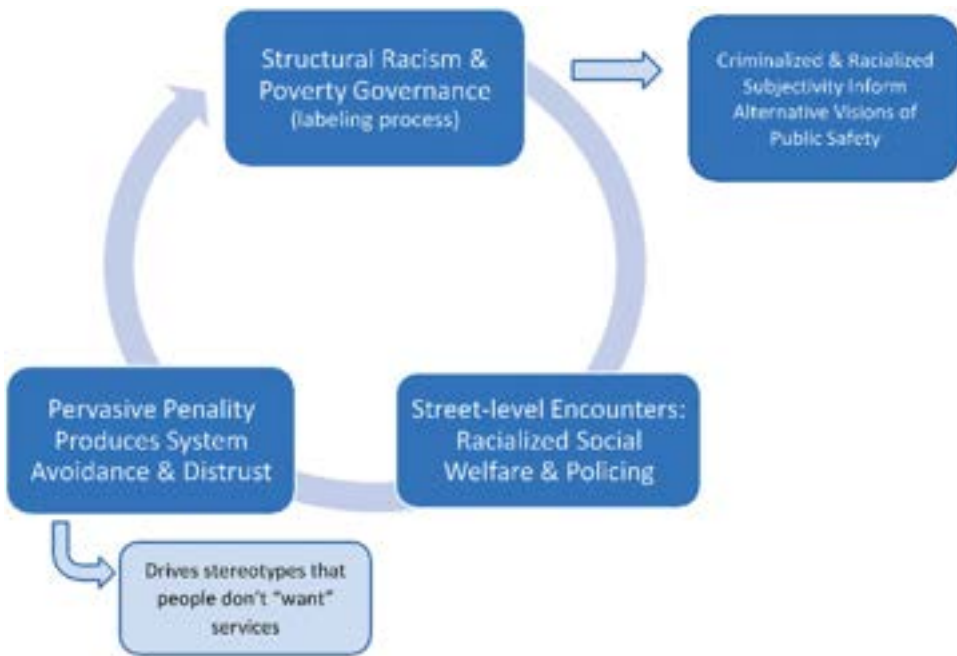 Structural Racism &
Poverty Governance
(labeling process)
Criminalized & Racialized
Subjectivity Inform
Alternative Visions of
Public Safety
Street-level Encounters:
Racialized Social
Welfare & Policing
Pervasive Penality
Produces System
Avoidance & Distrust
Drives stereotypes that
people don't "want"
services